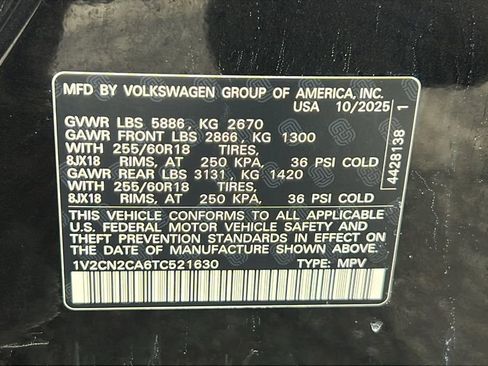 MFD BY VOLKSWAGEN GROUP OF AMERICA, INC.
USA 10/2025
GVWR LBS 5886, KG 2670
GAWR FRONT LBS 2866, KG 1300
WITH 255/60R18 TIRES,
8JX18 RIMS, AT 250 KPA, 36 PSI COLD
GAWR REAR LBS 3131, KG 1420
WITH 255/60R18 TIRES,
8JX18 RIMS, AT 250 KPA, 36 PSI COLD
THIS VEHICLE CONFORMS TO ALL APPLICABLE
U.S. FEDERAL MOTOR VEHICLE SAFETY AND
THEFT PREVENTION STANDARDS IN EFFECT ON
THE DATE OF MANUFACTURE SHOWN ABOVE.
1V2CN2CA6TC521630 TYPE: MPV
4428138 1